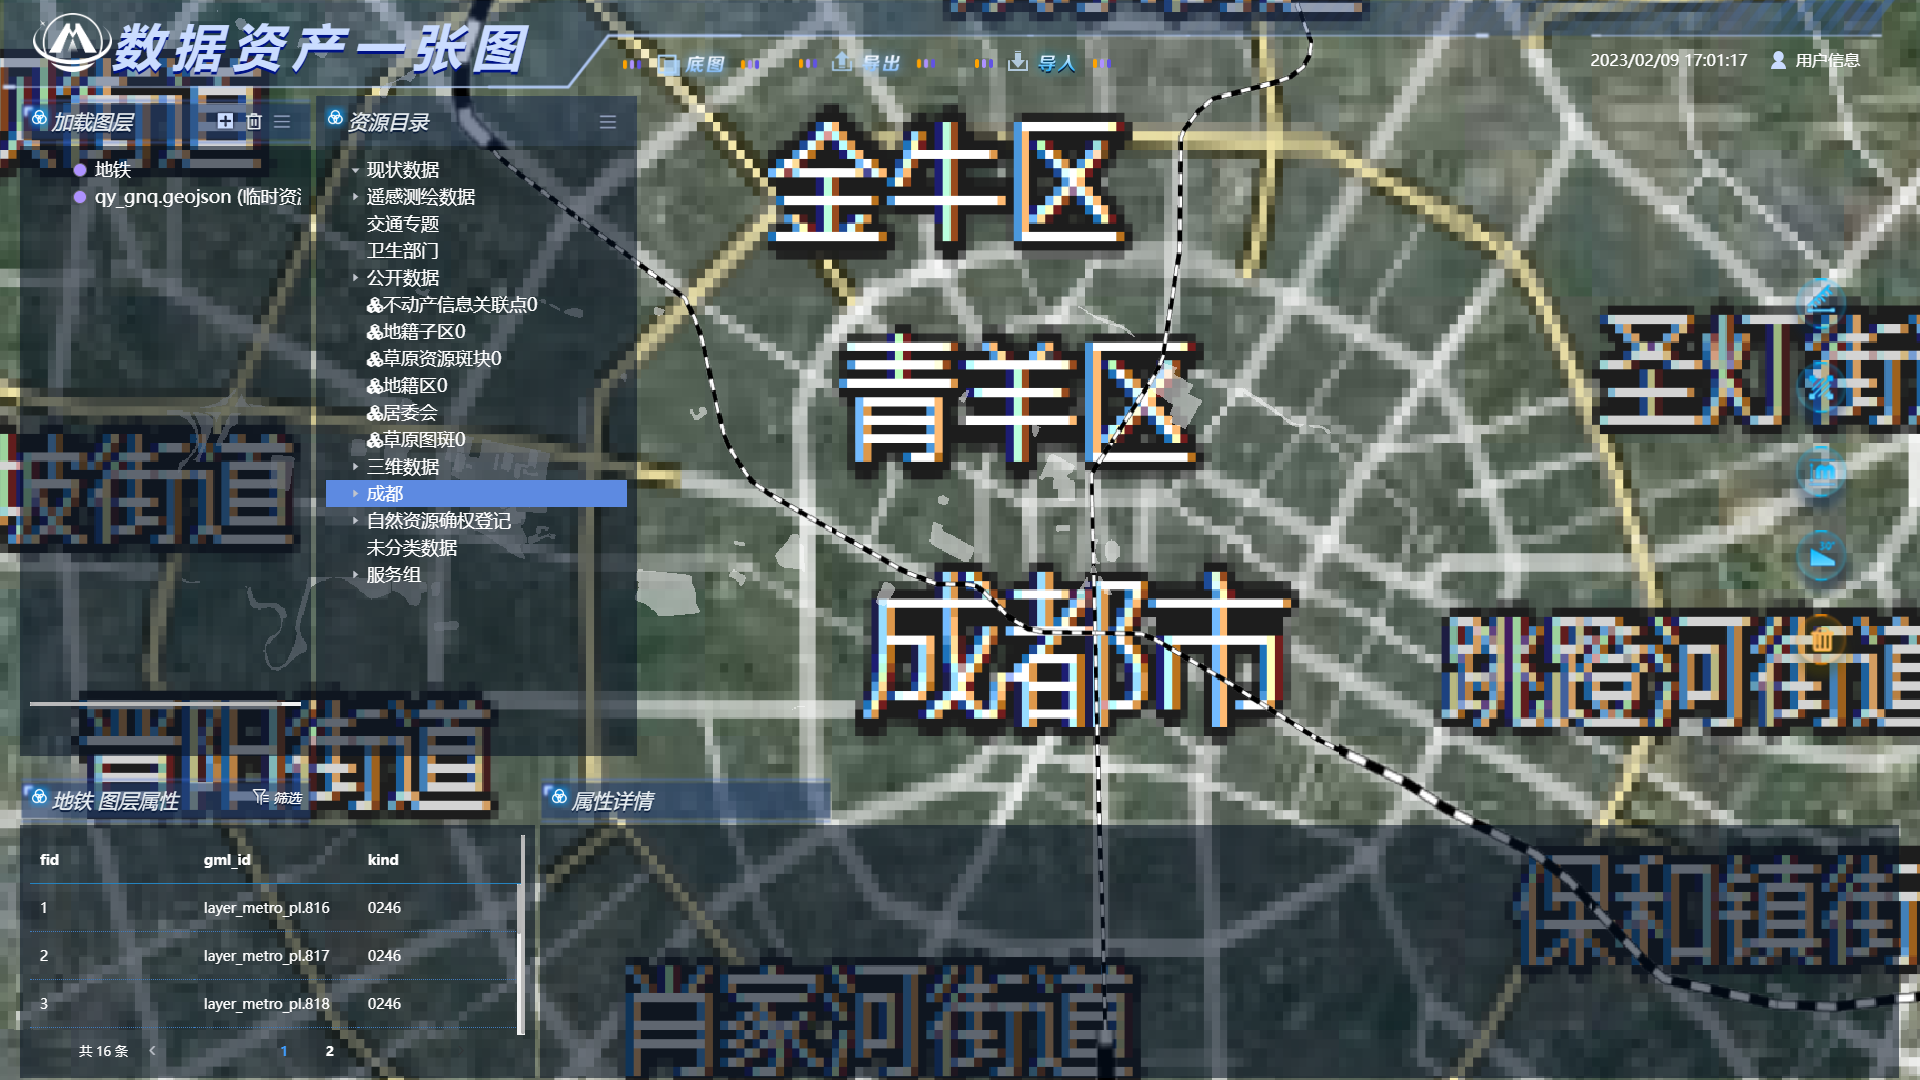 数据资产一张图
底图
导出
导入
2023/02/09 17:01:17
用户信息
加载图层
地铁
qy_gnq.geojson (临时资
资源目录
现状数据
遥感测绘数据
交通专题
卫生部门
公开数据
不动产信息关联点0
地籍子区0
草原资源斑块0
地籍区0
居委会
草原图斑0
三维数据
成都
自然资源确权登记
未分类数据
服务组
金牛区
青羊区
圣灯街
坡街道
成都市
跳蹬河街道
晋阳街道
保和镇街
肖家河街道
30°
地铁 图层属性
筛选
属性详情
fid gml_id kind
1 layer_metro_pl.816 0246
2 layer_metro_pl.817 0246
3 layer_metro_pl.818 0246
共 16 条 < 1 2